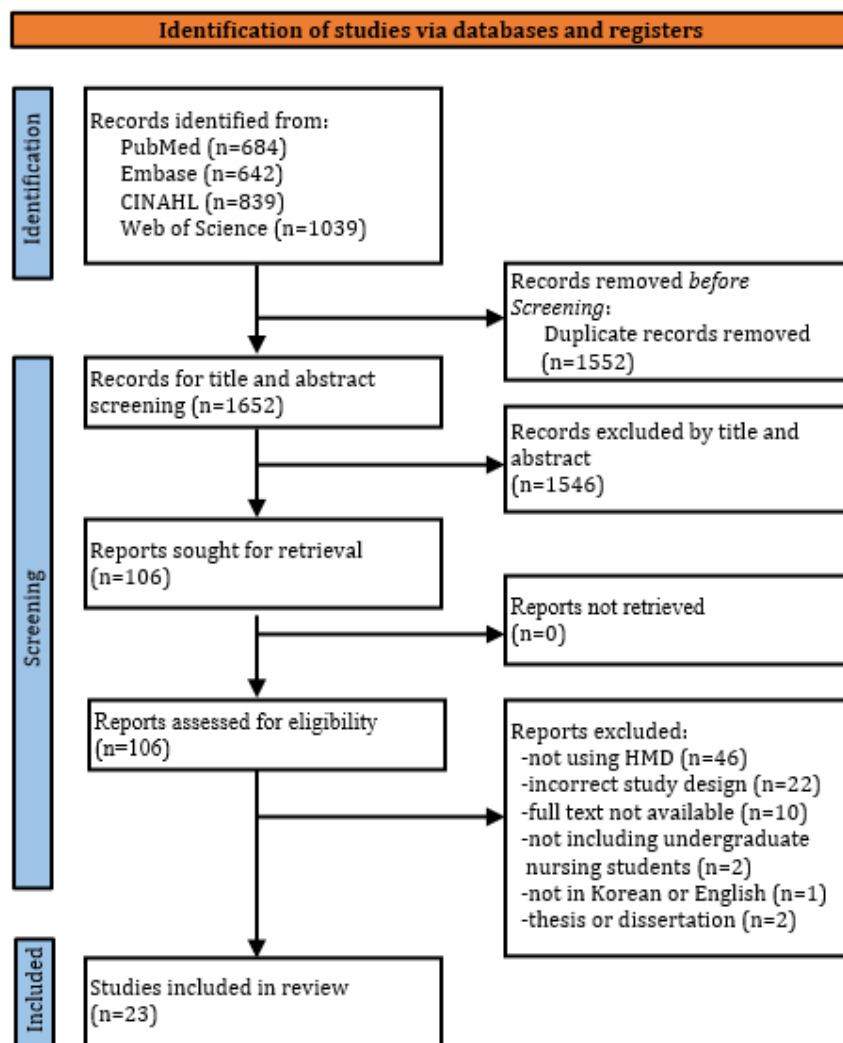 Identification of studies via databases and registers
Identification
Records identified from:
PubMed (n=684)
Embase (n=642)
CINAHL (n=839)
Web of Science (n=1039)
Records removed before
Screening:
Duplicate records removed
(n=1552)
Screening
Records for title and abstract
screening (n=1652)
Records excluded by title and
abstract
(n=1546)
Reports sought for retrieval
(n=106)
Reports not retrieved
(n=0)
Reports assessed for eligibility
(n=106)
Reports excluded:
-not using HMD (n=46)
-incorrect study design (n=22)
-full text not available (n=10)
-not including undergraduate
nursing students (n=2)
-not in Korean or English (n=1)
-thesis or dissertation (n=2)
Included
Studies included in review
(n=23)